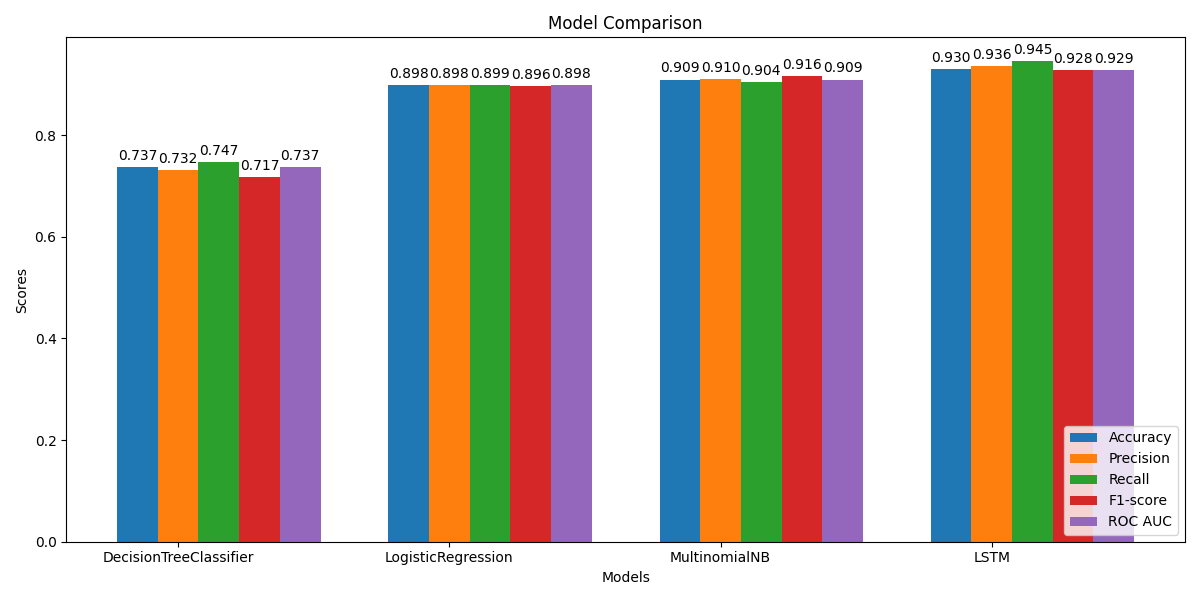 Model Comparison
0.737 0.732 0.747 0.717 0.737
0.898 0.898 0.899 0.896 0.898
0.909 0.910 0.904 0.916 0.909
0.930 0.936 0.945 0.928 0.929
Scores
0.8
0.6
0.4
0.2
0.0
Accuracy
Precision
Recall
F1-score
ROC AUC
DecisionTreeClassifier LogisticRegression MultinomialNB LSTM
Models